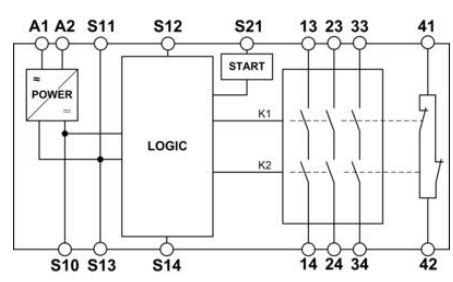 A1 A2 S11 S12 S21 13 23 33 41
≂
POWER
START
K1
LOGIC
K2
S10 S13 S14 14 24 34 42